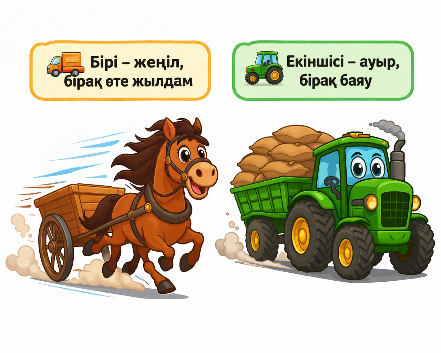 Бірі – жеңіл,
бірақ өте жылдам
Екіншісі – ауыр,
бірақ баяу